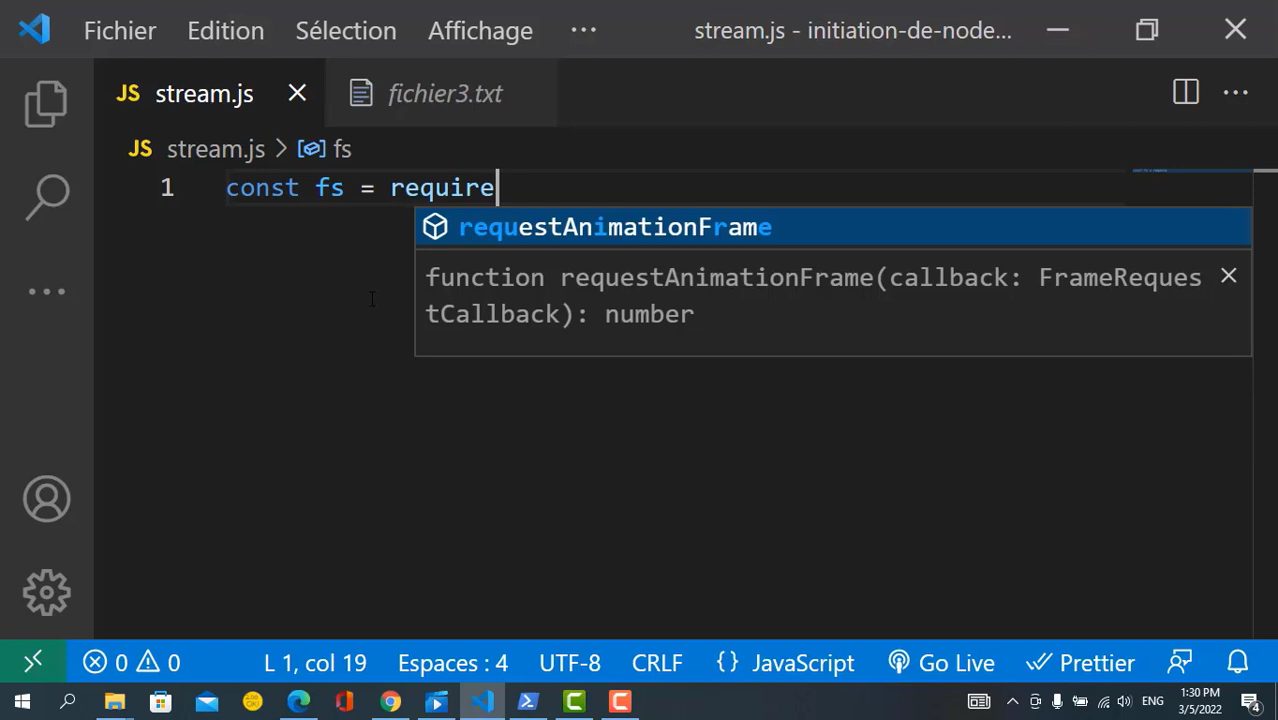 Fichier Edition Sélection Affichage ··· stream.js - initiation-de-node...
JS stream.js fichier3.txt ···
JS stream.js > fs
1 const fs = require
requestAnimationFrame
function requestAnimationFrame(callback: FrameReques
tCallback): number
0 0 L 1, col 19 Espaces : 4 UTF-8 CRLF {} JavaScript Go Live Prettier
ENG 1:30 PM
3/5/2022 4